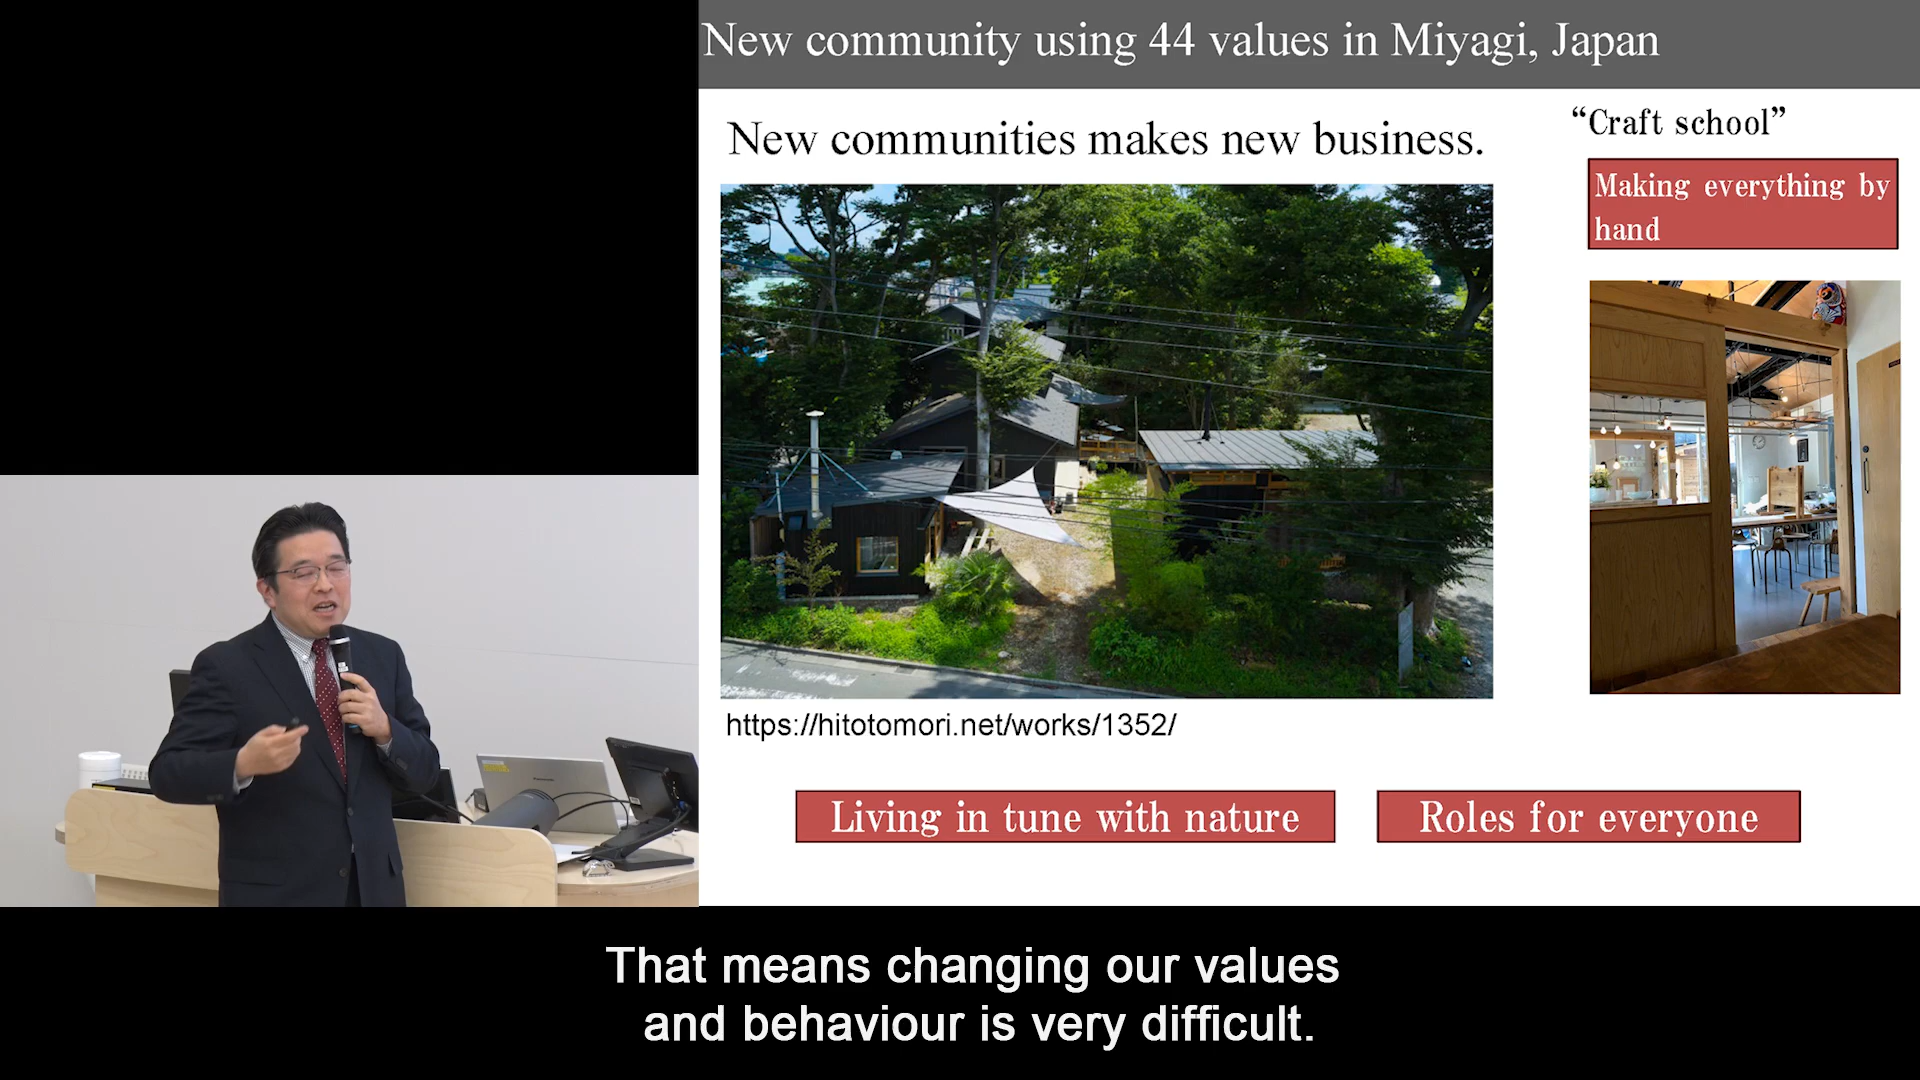 New community using 44 values in Miyagi, Japan
New communities makes new business.
“Craft school”
Making everything by
hand
https://hitotomori.net/works/1352/
Living in tune with nature
Roles for everyone
That means changing our values
and behaviour is very difficult.